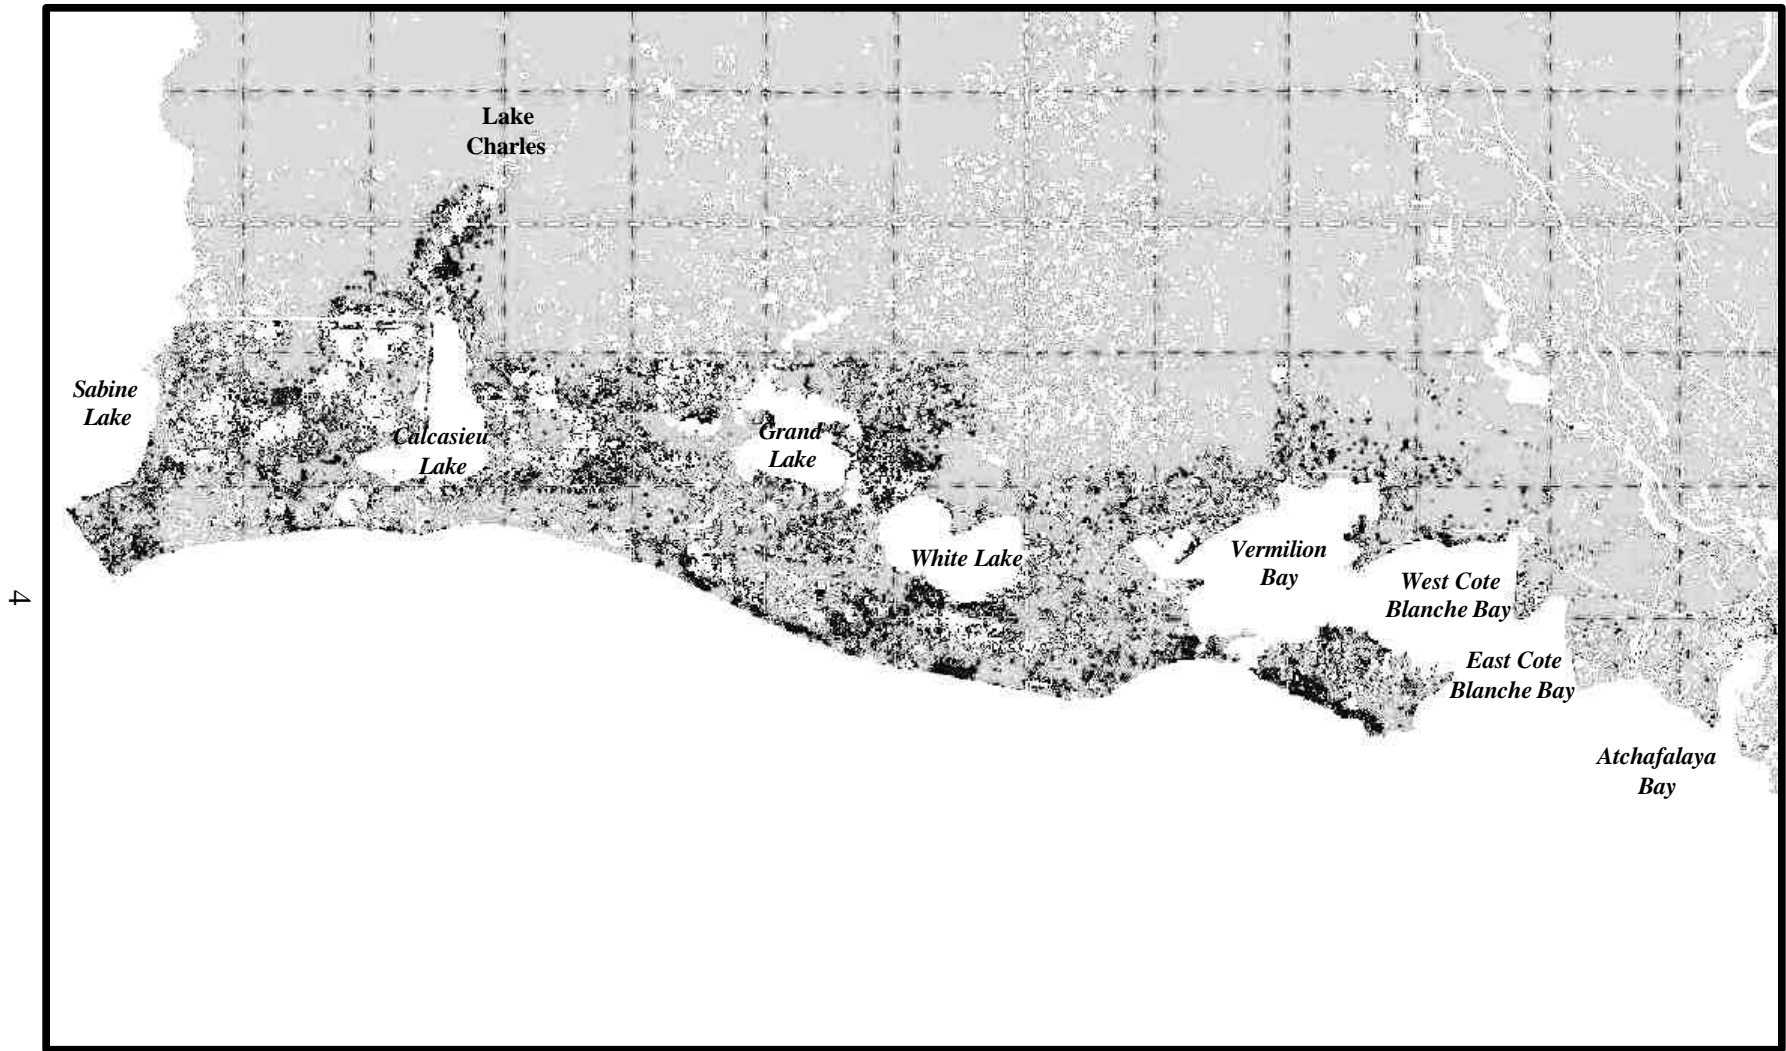 Lake
Charles
Sabine
Lake
Calcasieu
Lake
Grand
Lake
White Lake
Vermilion
Bay
West Cote
Blanche Bay
East Cote
Blanche Bay
Atchafalaya
Bay
4